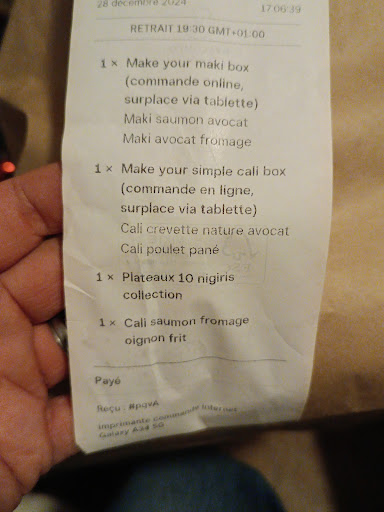 28 décembre 2024 17:06:39
RETRAIT 19:30 GMT+01:00
1 × Make your maki box
(commande online,
surplace via tablette)
Maki saumon avocat
Maki avocat fromage
1 × Make your simple cali box
(commande en ligne,
surplace via tablette)
Cali crevette nature avocat
Cali poulet pané
1 × Plateaux 10 nigiris
collection
1 × Cali saumon fromage
oignon frit
Payé
Reçu :
Imprimante commande internet
Galaxy A34 5G